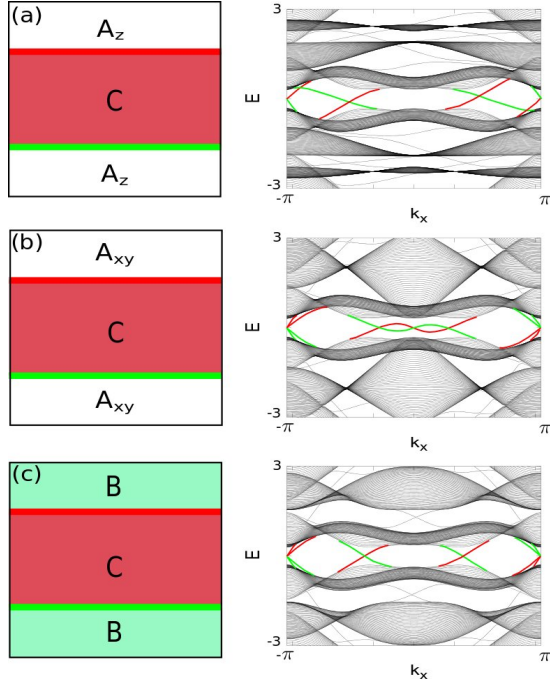 (a)
A_z
C
A_z
3
E
-3
-π
π
k_x
(b)
A_xy
C
A_xy
3
E
-3
-π
π
k_x
(c)
B
C
B
3
E
-3
-π
π
k_x